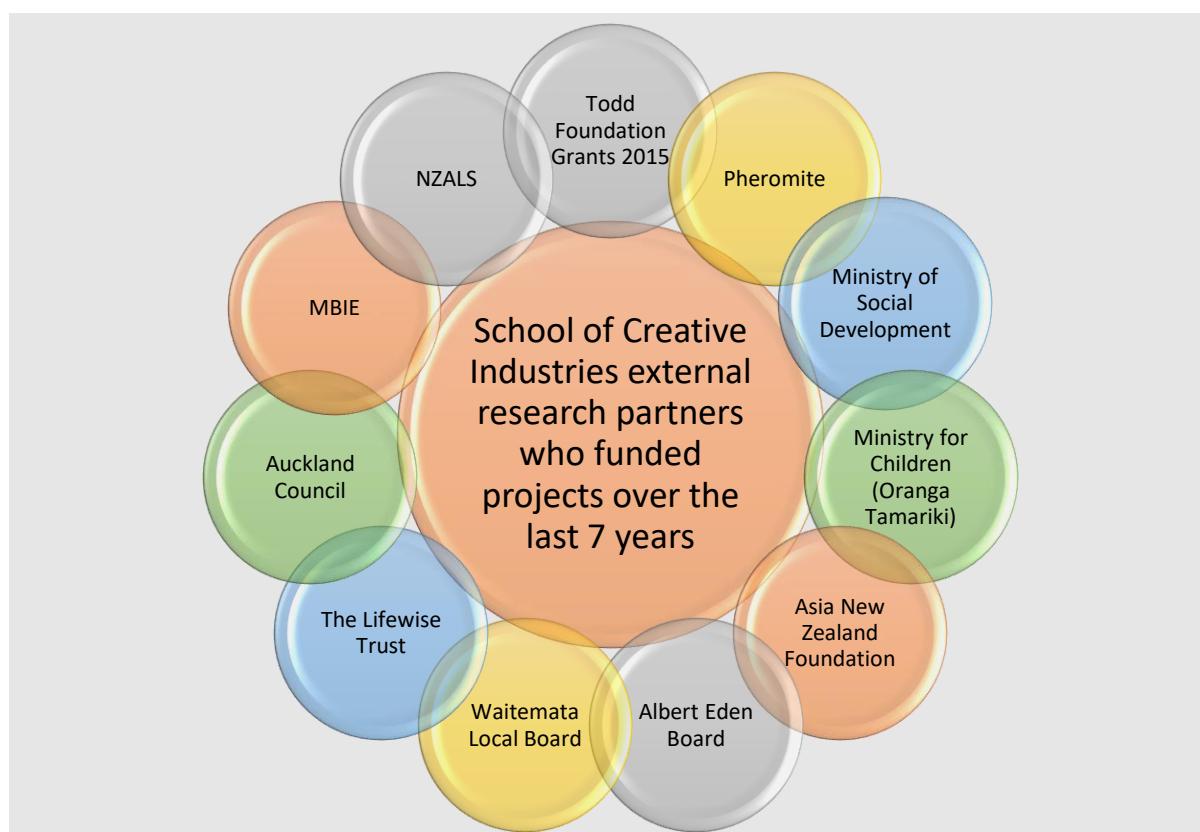 Todd
Foundation
Grants 2015
Pheromite
Ministry of
Social
Development
Ministry for
Children
(Oranga
Tamariki)
Asia New
Zealand
Foundation
Albert Eden
Board
Waitemata
Local Board
The Lifewise
Trust
Auckland
Council
MBIE
NZALS
School of Creative
Industries external
research partners
who funded
projects over the
last 7 years